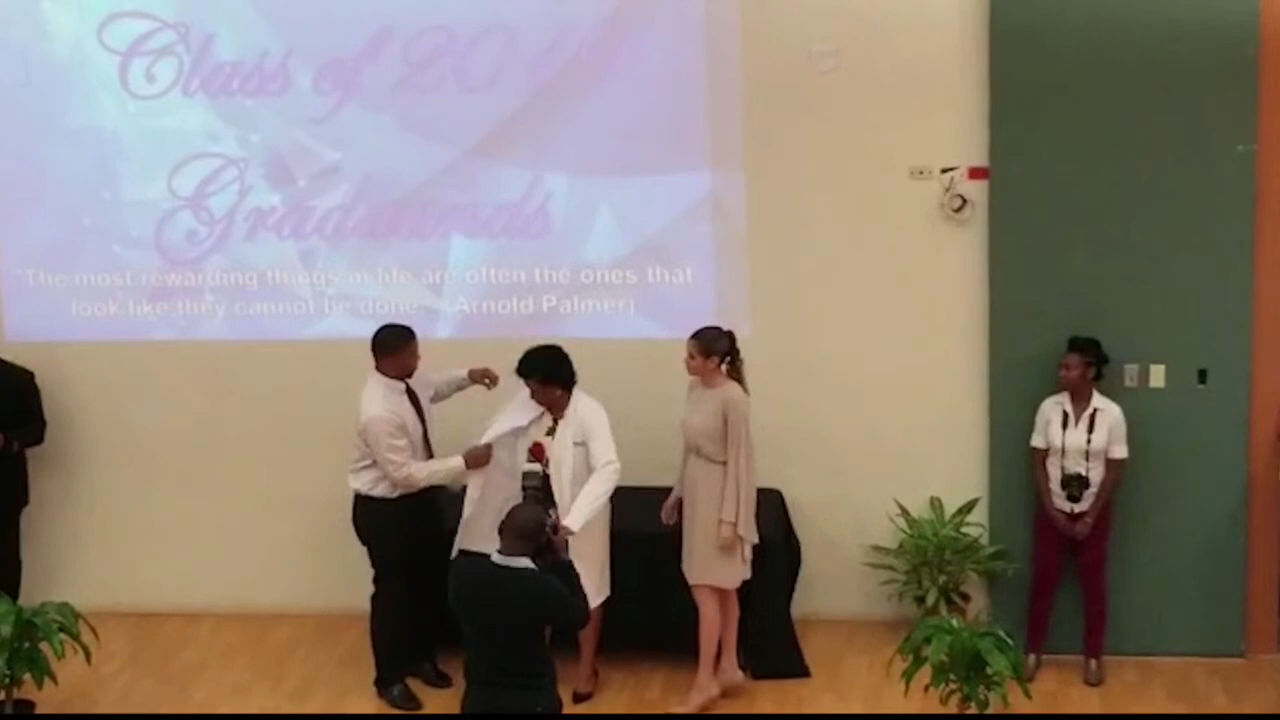 Class of 20
"The most rewarding things in life are often the ones that
look like they cannot be done" (Arnold Palmer)